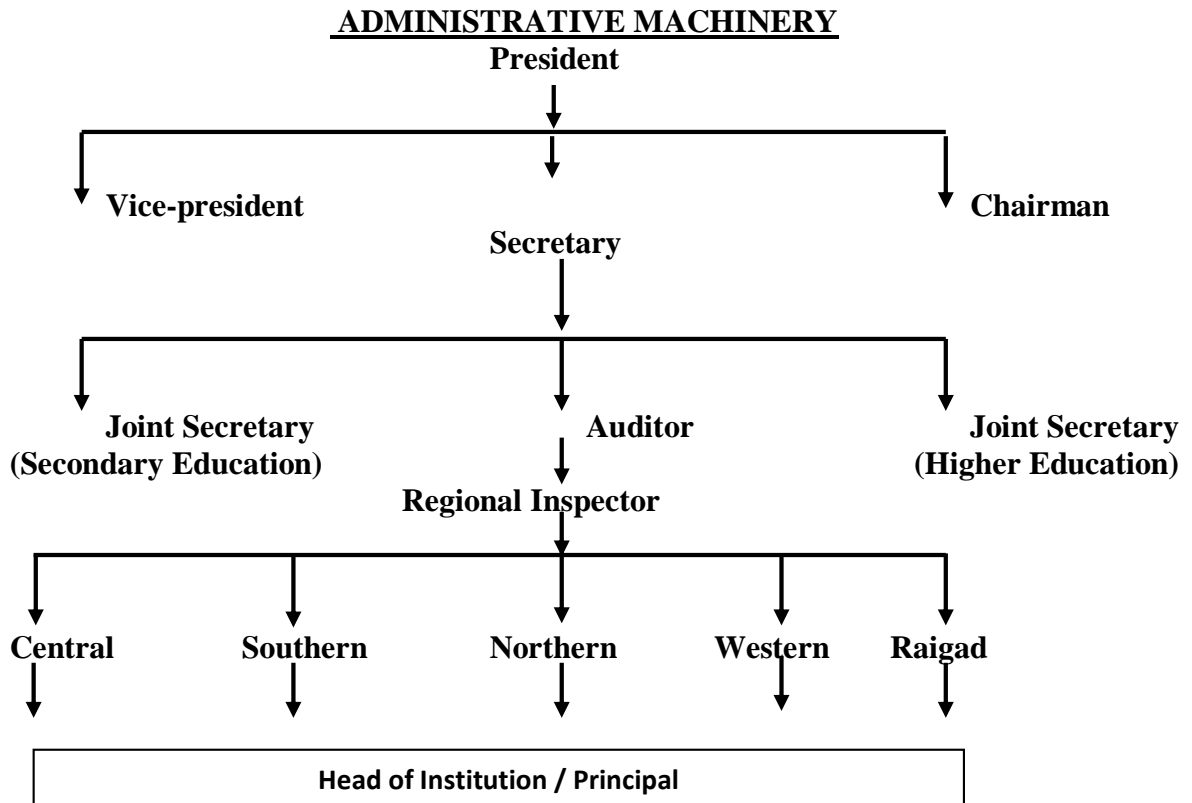 ADMINISTRATIVE MACHINERY
President
Vice-president
Chairman
Secretary
Joint Secretary
(Secondary Education)
Auditor
Joint Secretary
(Higher Education)
Regional Inspector
Central
Southern
Northern
Western
Raigad
Head of Institution / Principal